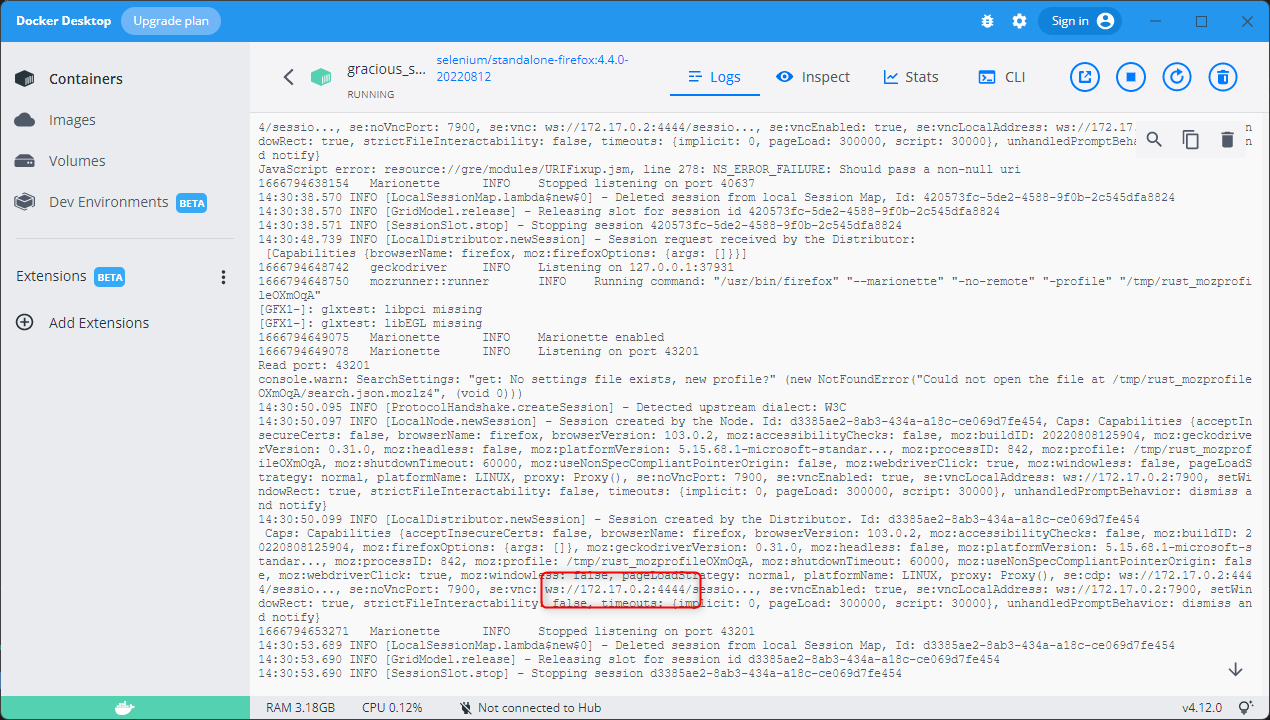 Docker Desktop Upgrade plan Sign in
Containers
Images
Volumes
Dev Environments BETA
Extensions BETA
Add Extensions
gracious_s...
RUNNING
selenium/standalone-firefox:4.4.0-
20220812
Logs Inspect Stats CLI
4/sessio..., se:noVncPort: 7900, se:vnc: ws://172.17.0.2:4444/sessio..., se:vncEnabled: true, se:vncLocalAddress: ws://172.17
dowRect: true, strictFileInteractability: false, timeouts: {implicit: 0, pageLoad: 300000, script: 30000}, unhandledPromptBehav
d notify}
JavaScript error: resource://gre/modules/URIFixup.jsm, line 278: NS_ERROR_FAILURE: Should pass a non-null uri
1666794638154 Marionette INFO Stopped listening on port 40637
14:30:38.570 INFO [LocalSessionMap.lambda$new$0] - Deleted session from local Session Map, Id: 420573fc-5de2-4588-9f0b-2c545dfa8824
14:30:38.570 INFO [GridModel.release] - Releasing slot for session id 420573fc-5de2-4588-9f0b-2c545dfa8824
14:30:38.571 INFO [SessionSlot.stop] - Stopping session 420573fc-5de2-4588-9f0b-2c545dfa8824
14:30:48.739 INFO [LocalDistributor.newSession] - Session request received by the Distributor:
[Capabilities {browserName: firefox, moz:firefoxOptions: {args: []}}]
1666794648742 geckodriver INFO Listening on 127.0.0.1:37931
1666794648750 mozrunner::runner INFO Running command: "/usr/bin/firefox" "--marionette" "-no-remote" "-profile" "/tmp/rust_mozprofi
leOXmOqA"
[GFX1-]: glxtest: libpci missing
[GFX1-]: glxtest: libEGL missing
1666794649075 Marionette INFO Marionette enabled
1666794649078 Marionette INFO Listening on port 43201
Read port: 43201
console.warn: SearchSettings: "get: No settings file exists, new profile?" (new NotFoundError("Could not open the file at /tmp/rust_mozprofile
OXmOqA/search.json.mozlz4", (void 0)))
14:30:50.095 INFO [ProtocolHandshake.createSession] - Detected upstream dialect: W3C
14:30:50.097 INFO [LocalNode.newSession] - Session created by the Node. Id: d3385ae2-8ab3-434a-a18c-ce069d7fe454, Caps: Capabilities {acceptIn
secureCerts: false, browserName: firefox, browserVersion: 103.0.2, moz:accessibilityChecks: false, moz:buildID: 20220808125904, moz:geckodriv
erVersion: 0.31.0, moz:headless: false, moz:platformVersion: 5.15.68.1-microsoft-standar..., moz:processID: 842, moz:profile: /tmp/rust_mozprof
ileOXmOqA, moz:shutdownTimeout: 60000, moz:useNonSpecCompliantPointerOrigin: false, moz:webdriverClick: true, moz:windowless: false, pageLoadS
trategy: normal, platformName: LINUX, proxy: Proxy(), se:noVncPort: 7900, se:vncEnabled: true, se:vncLocalAddress: ws://172.17.0.2:7900, setWi
ndowRect: true, strictFileInteractability: false, timeouts: {implicit: 0, pageLoad: 300000, script: 30000}, unhandledPromptBehavior: dismiss a
nd notify}
14:30:50.099 INFO [LocalDistributor.newSession] - Session created by the Distributor. Id: d3385ae2-8ab3-434a-a18c-ce069d7fe454
Caps: Capabilities {acceptInsecureCerts: false, browserName: firefox, browserVersion: 103.0.2, moz:accessibilityChecks: false, moz:buildID: 2
0220808125904, moz:firefoxOptions: {args: []}, moz:geckodriverVersion: 0.31.0, moz:headless: false, moz:platformVersion: 5.15.68.1-microsoft-s
tandar..., moz:processID: 842, moz:profile: /tmp/rust_mozprofileOXmOqA, moz:shutdownTimeout: 60000, moz:useNonSpecCompliantPointerOrigin: fals
e, moz:webdriverClick: true, moz:windowless: false, pageLoadStrategy: normal, platformName: LINUX, proxy: Proxy(), se:cdp: ws://172.17.0.2:444
4/sessio..., se:noVncPort: 7900, se:vnc: ws://172.17.0.2:4444/sessio..., se:vncEnabled: true, se:vncLocalAddress: ws://172.17.0.2:7900, setWin
dowRect: true, strictFileInteractability: false, timeouts: {implicit: 0, pageLoad: 300000, script: 30000}, unhandledPromptBehavior: dismiss an
d notify}
1666794653271 Marionette INFO Stopped listening on port 43201
14:30:53.689 INFO [LocalSessionMap.lambda$new$0] - Deleted session from local Session Map, Id: d3385ae2-8ab3-434a-a18c-ce069d7fe454
14:30:53.690 INFO [GridModel.release] - Releasing slot for session id d3385ae2-8ab3-434a-a18c-ce069d7fe454
14:30:53.690 INFO [SessionSlot.stop] - Stopping session d3385ae2-8ab3-434a-a18c-ce069d7fe454
RAM 3.18GB CPU 0.12% Not connected to Hub v4.12.0